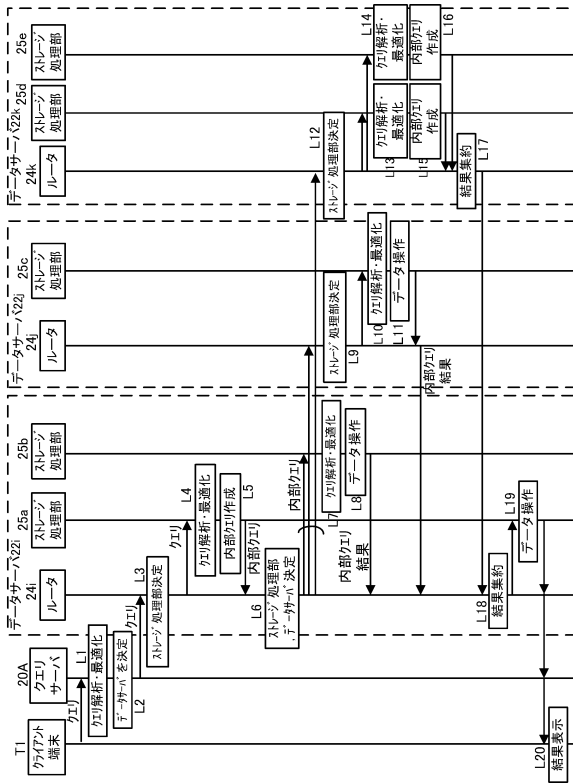 T1
クライアント
端末
20A
クエリ
サーバ
データサーバ22i
24i
ルータ
25a
ストレージ
処理部
25b
ストレージ
処理部
データサーバ22j
24j
ルータ
25c
ストレージ
処理部
データサーバ22k
24k
ルータ
25d
ストレージ
処理部
25e
ストレージ
処理部
クエリ
L1
クエリ解析・最適化
データサーバを決定
L2
クエリ
L3
ストレージ処理部決定
クエリ
L4
クエリ解析・最適化
内部クエリ作成
L5
内部クエリ
L6
ストレージ処理部
,データサーバ決定
内部クエリ
L7
クエリ解析・最適化
データ操作
L8
内部クエリ
結果
L9
ストレージ処理部決定
L10
クエリ解析・最適化
データ操作
L11
内部クエリ
結果
L12
ストレージ処理部決定
L13
クエリ解析・
最適化
L14
クエリ解析・
最適化
L15
内部クエリ
作成
L16
内部クエリ
作成
L17
結果集約
L18
結果集約
L19
データ操作
L20
結果表示